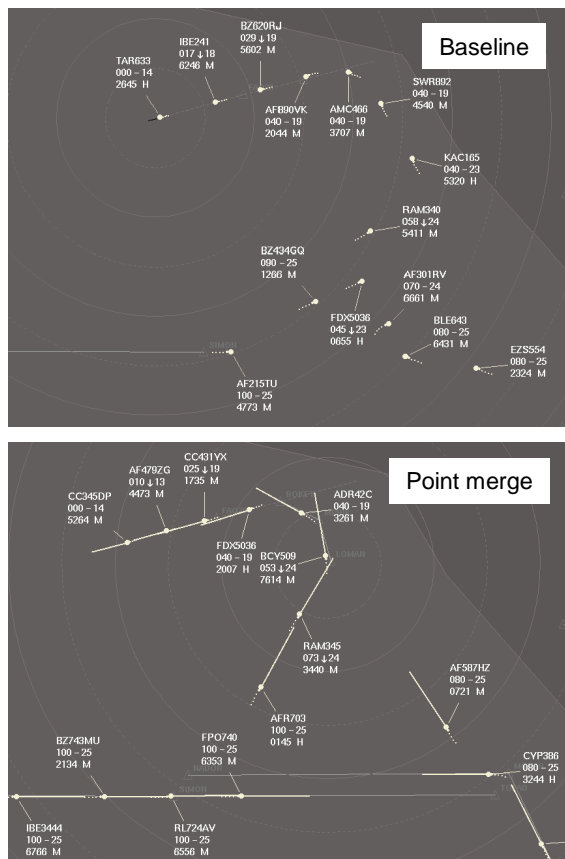 Baseline
BZ620RJ
029 ↓ 19
5602 M
IBE241
017 ↓ 18
6246 M
TAR633
000 – 14
2645 H
AFB90VK
040 – 19
2044 M
AMC466
040 – 19
3707 M
SWR892
040 – 19
4540 M
KAC165
040 – 23
5320 H
RAM340
058 ↓ 24
5411 M
BZ434GQ
090 – 25
1266 M
AF301RV
070 – 24
6661 M
FDX5036
045 ↓ 23
0655 H
BLE643
080 – 25
6431 M
EZS554
080 – 25
2324 M
SIMON
AF215TU
100 – 25
4773 M
Point merge
CC431YX
025 ↓ 19
1735 M
AF479ZG
010 ↓ 13
4473 M
CC345DP
000 – 14
5264 M
ADR42C
040 – 19
3261 M
FDX5036
040 – 19
2007 H
BCY509
053 ↓ 24
7614 M
LOMAN
RAM345
073 ↓ 24
3440 M
AF587HZ
080 – 25
0721 M
AFR703
100 – 25
0145 H
BZ743MU
100 – 25
2134 M
FPO740
100 – 25
6353 M
CYP386
080 – 25
3244 H
SIMON
IBE3444
100 – 25
6766 M
RL724AV
100 – 25
6556 M